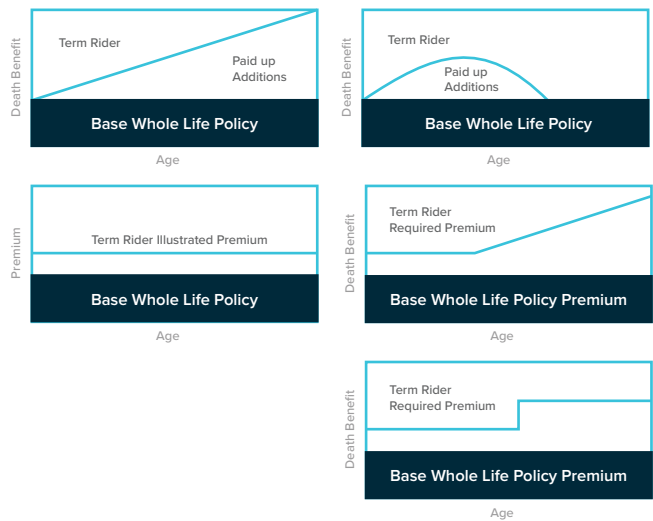 Death Benefit
Term Rider
Paid up
Additions
Base Whole Life Policy
Age
Death Benefit
Term Rider
Paid up
Additions
Base Whole Life Policy
Age
Premium
Term Rider Illustrated Premium
Base Whole Life Policy
Age
Death Benefit
Term Rider
Required Premium
Base Whole Life Policy Premium
Age
Death Benefit
Term Rider
Required Premium
Base Whole Life Policy Premium
Age